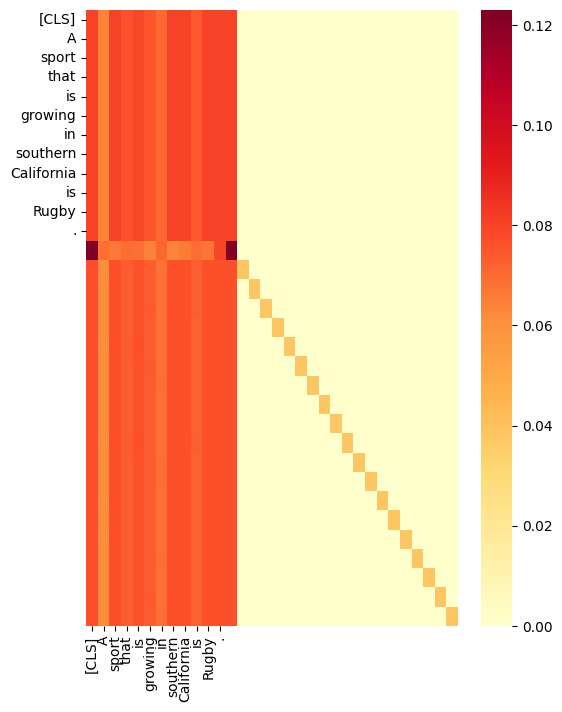 [CLS]
A
sport
that
is
growing
in
southern
California
is
Rugby
.
0.12
0.10
0.08
0.06
0.04
0.02
0.00
[CLS]
A
sport
that
is
growing
in
southern
California
is
Rugby
.